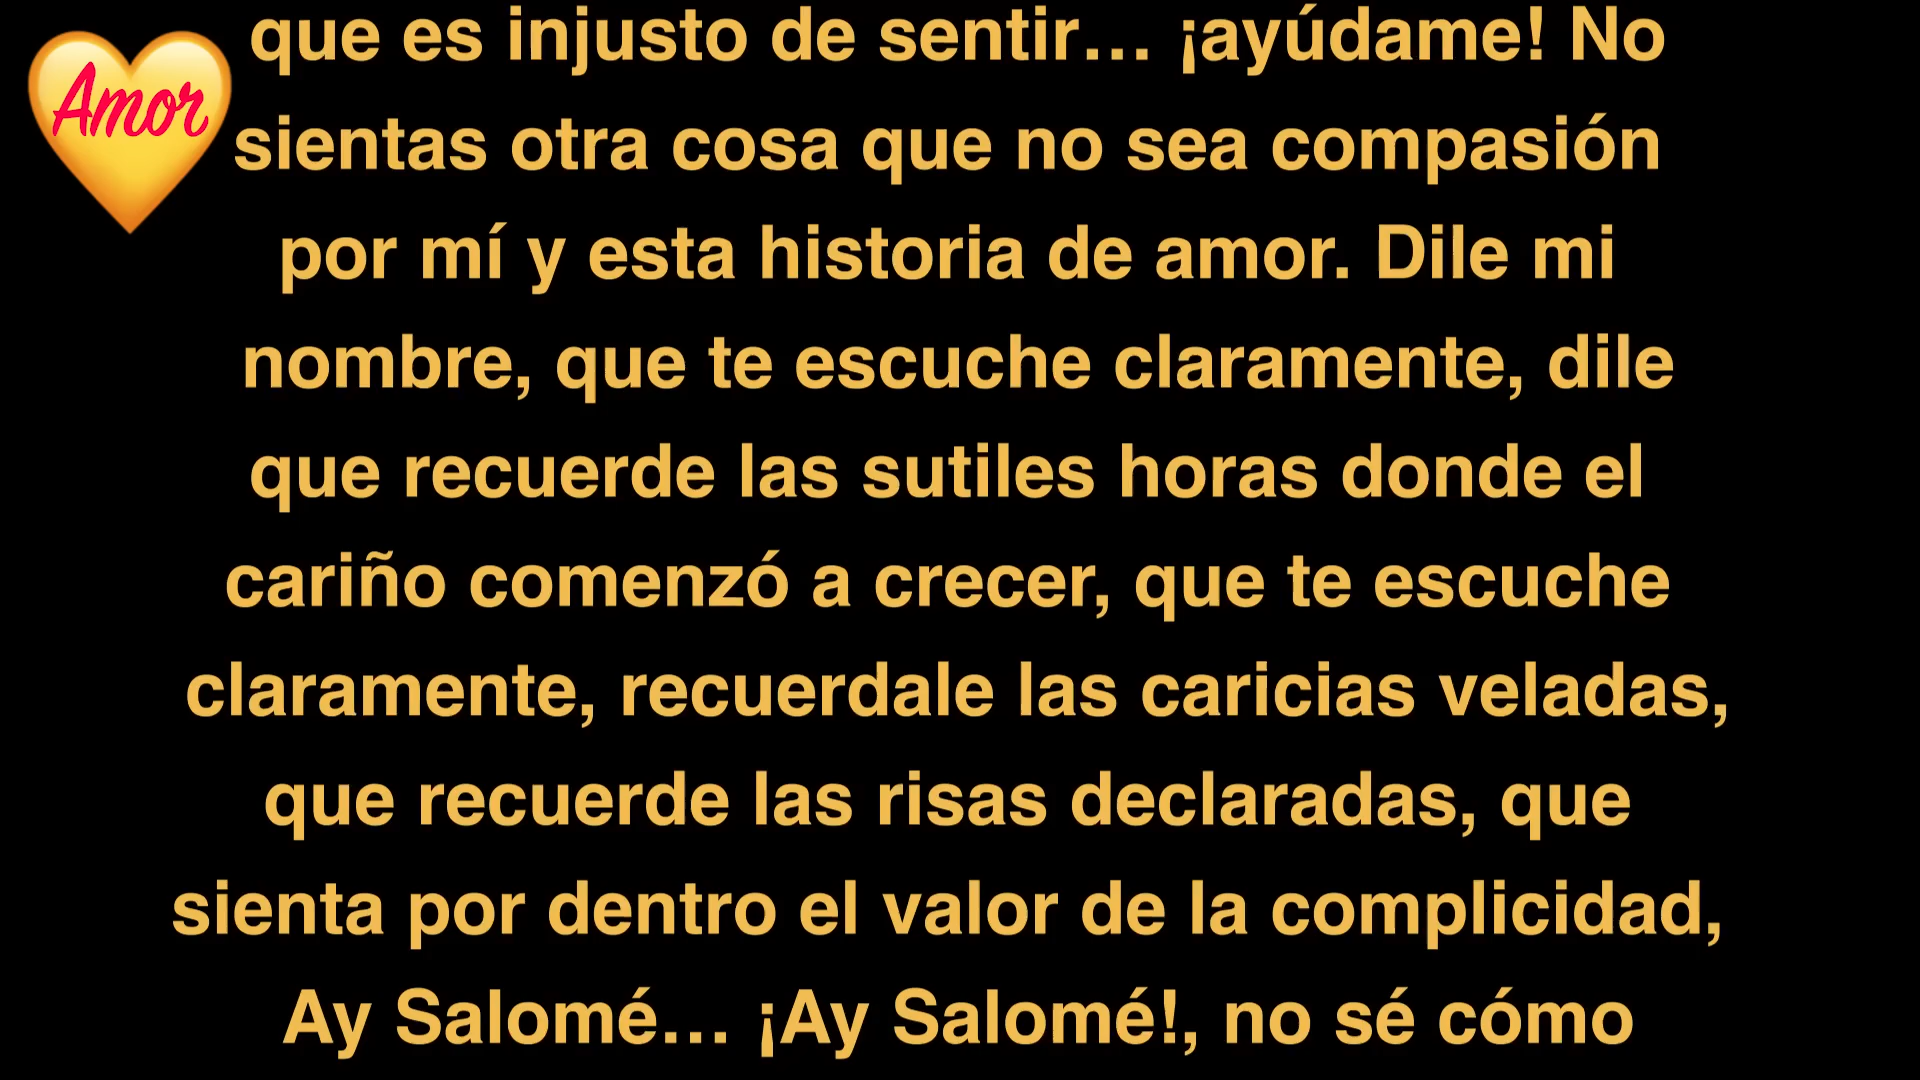 Amor
que es injusto de sentir… ¡ayúdame! No
sientas otra cosa que no sea compasión
por mí y esta historia de amor. Dile mi
nombre, que te escuche claramente, dile
que recuerde las sutiles horas donde el
cariño comenzó a crecer, que te escuche
claramente, recuerdale las caricias veladas,
que recuerde las risas declaradas, que
sienta por dentro el valor de la complicidad,
Ay Salomé… ¡Ay Salomé!, no sé cómo